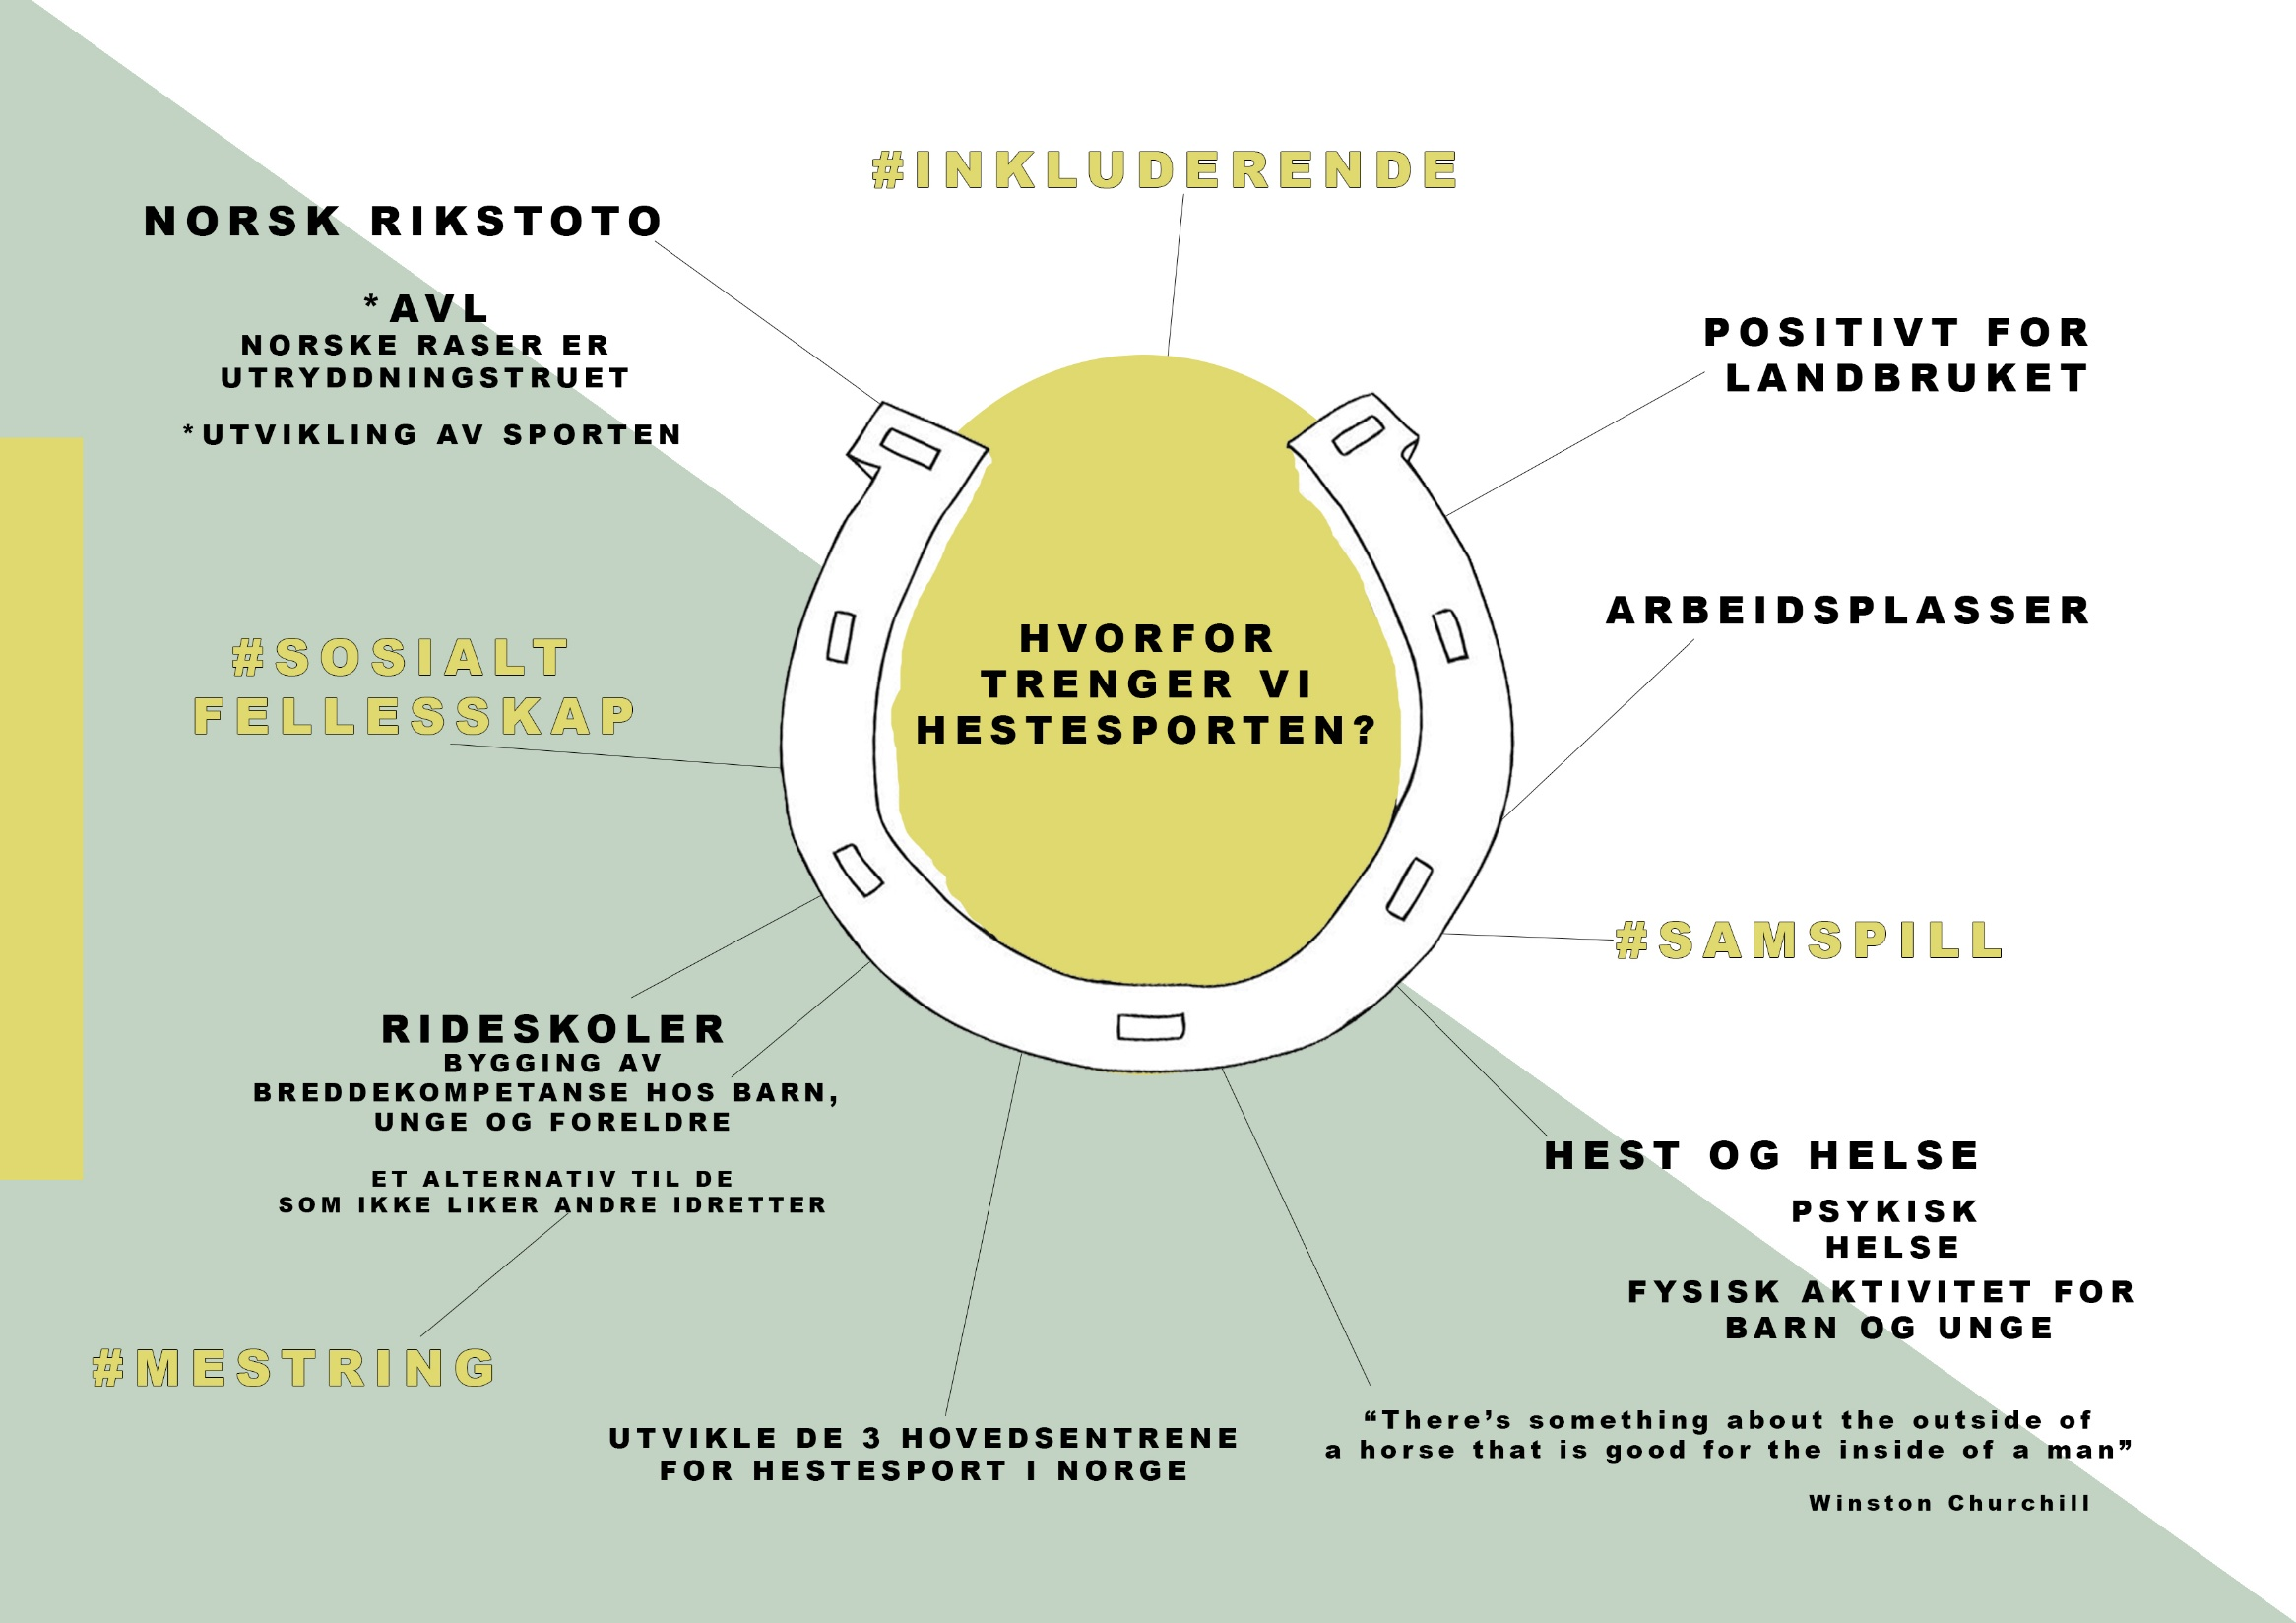 #INKLUDERENDE
NORSK RIKSTOTO
*AVL
NORSKE RASER ER
UTRYDDNINGSTRUET
*UTVIKLING AV SPORTEN
POSITIVT FOR
LANDBRUKET
ARBEIDSPLASSER
#SOSIALT
FELLESSKAP
HVORFOR
TRENGER VI
HESTESPORTEN?
#SAMSPILL
RIDESKOLER
BYGGING AV
BREDDEKOMPETANSE HOS BARN,
UNGE OG FORELDRE
ET ALTERNATIV TIL DE
SOM IKKE LIKER ANDRE IDRETTER
#MESTRING
HEST OG HELSE
PSYKISK
HELSE
FYSISK AKTIVITET FOR
BARN OG UNGE
UTVIKLE DE 3 HOVEDSENTRENE
FOR HESTESPORT I NORGE
“There’s something about the outside of
a horse that is good for the inside of a man”
Winston Churchill